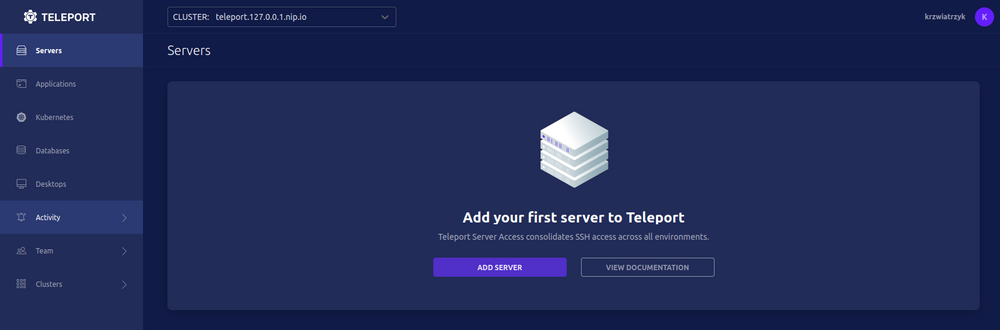 TELEPORT
CLUSTER: teleport.127.0.0.1.nip.io
krzwiatrzyk
K
Servers
Servers
Applications
Kubernetes
Databases
Desktops
Activity
Team
Clusters
Add your first server to Teleport
Teleport Server Access consolidates SSH access across all environments.
ADD SERVER
VIEW DOCUMENTATION